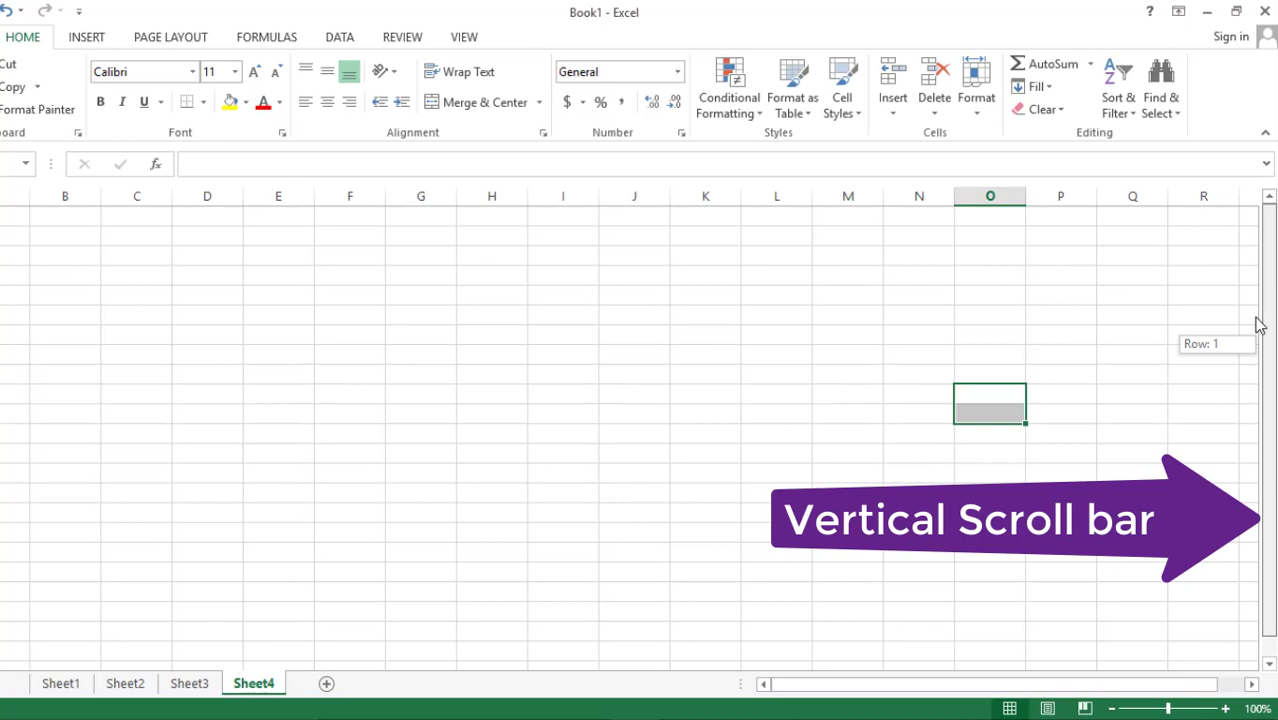 Book1 - Excel
?
HOME INSERT PAGE LAYOUT FORMULAS DATA REVIEW VIEW Sign in
Cut
Copy
Format Painter
Calibri 11
B I U A
Font
Wrap Text
Merge & Center
Alignment
General
$ % ,
Number
Conditional Formatting
Format as Table
Cell Styles
Styles
Insert Delete Format
Cells
AutoSum
Fill
Clear
Sort & Filter
Find & Select
Editing
fx
B C D E F G H I J K L M N O P Q R
Row: 1
Vertical Scroll bar
Sheet1 Sheet2 Sheet3 Sheet4
100%